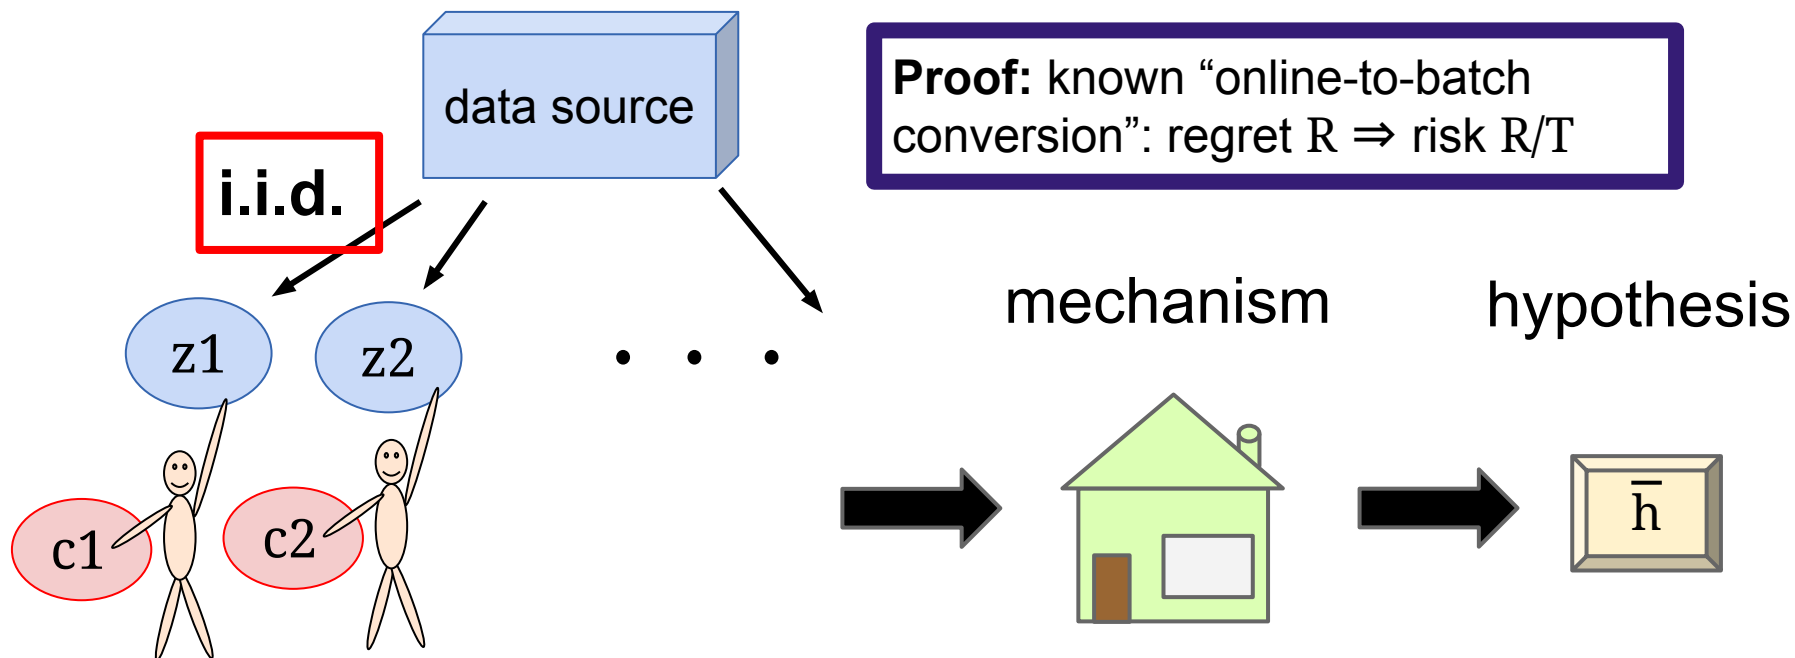 data source
Proof: known “online-to-batch
conversion”: regret R ⇒ risk R/T
i.i.d.
mechanism
hypothesis
z1
z2
. . .
c1
c2
h̅